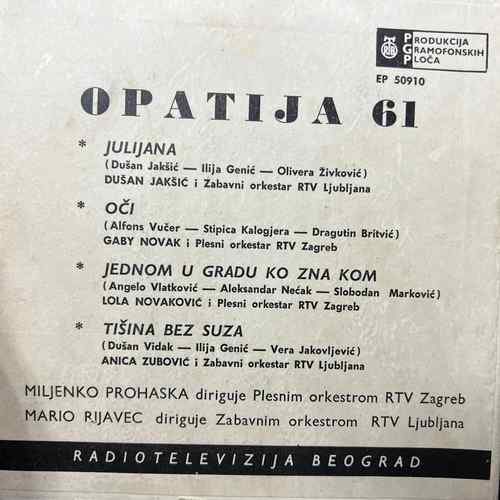 PRODUKCIJA
GRAMOFONSKIH
PLOČA
EP 50910
OPATIJA 61
* JULIJANA
(Dušan Jakšić — Ilija Genić — Olivera Živković)
DUŠAN JAKŠIĆ i Zabavni orkestar RTV Ljubljana
* OČI
(Alfons Vučer — Stipica Kalogjera — Dragutin Britvić)
GABY NOVAK i Plesni orkestar RTV Zagreb
* JEDNOM U GRADU KO ZNA KOM
(Angelo Vlatković — Aleksandar Nećak — Slobodan Marković)
LOLA NOVAKOVIĆ i Plesni orkestar RTV Zagreb
* TIŠINA BEZ SUZA
(Dušan Vidak — Ilija Genić — Vera Jakovljević)
ANICA ZUBOVIĆ i Zabavni orkestar RTV Ljubljana
MILJENKO PROHASKA diriguje Plesnim orkestrom RTV Zagreb
MARIO RIJAVEC diriguje Zabavnim orkestrom RTV Ljubljana
RADIOTELEVIZIJA BEOGRAD